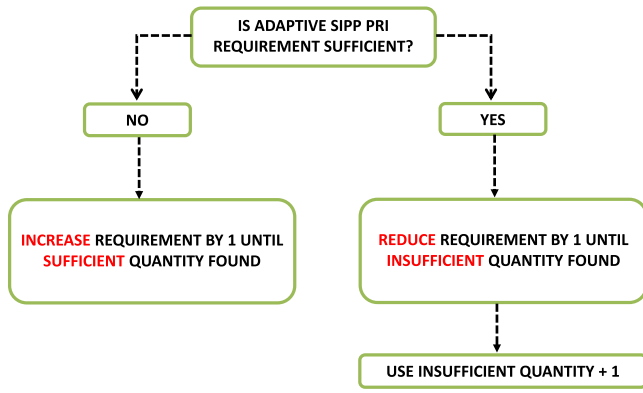 IS ADAPTIVE SIPP PRI
REQUIREMENT SUFFICIENT?
NO
YES
INCREASE REQUIREMENT BY 1 UNTIL
SUFFICIENT QUANTITY FOUND
REDUCE REQUIREMENT BY 1 UNTIL
INSUFFICIENT QUANTITY FOUND
USE INSUFFICIENT QUANTITY + 1